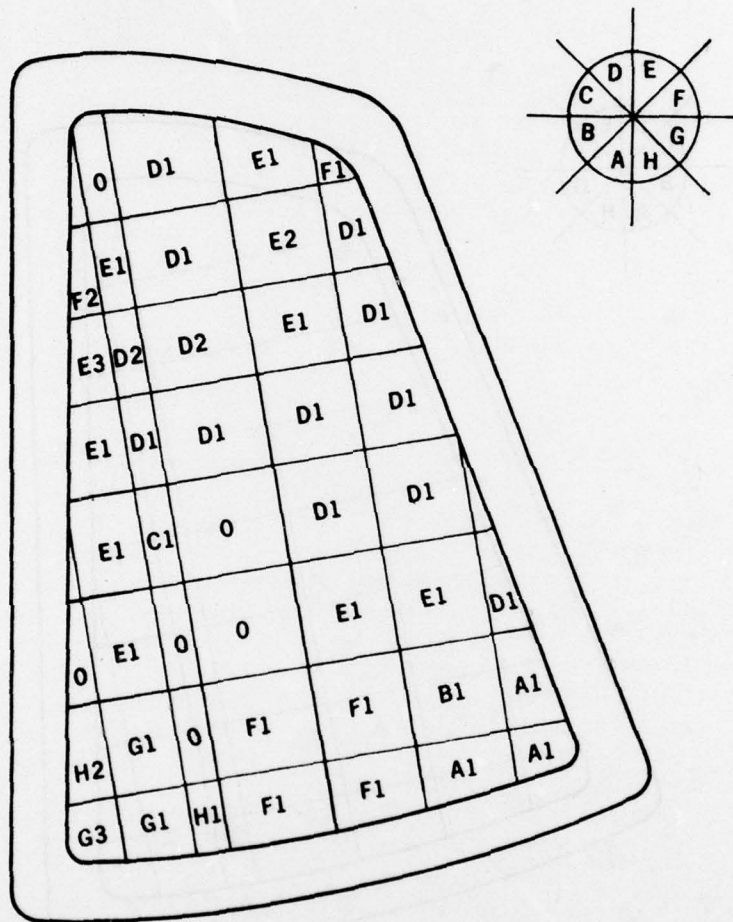 D E
C F
B G
A H
0 D1 E1 F1
F2 E1 D1 E2 D1
E3 D2 D2 E1 D1
E1 D1 D1 D1 D1
E1 C1 0 D1 D1
0 E1 0 0 E1 E1 D1
H2 G1 0 F1 F1 B1 A1
G3 G1 H1 F1 F1 A1 A1